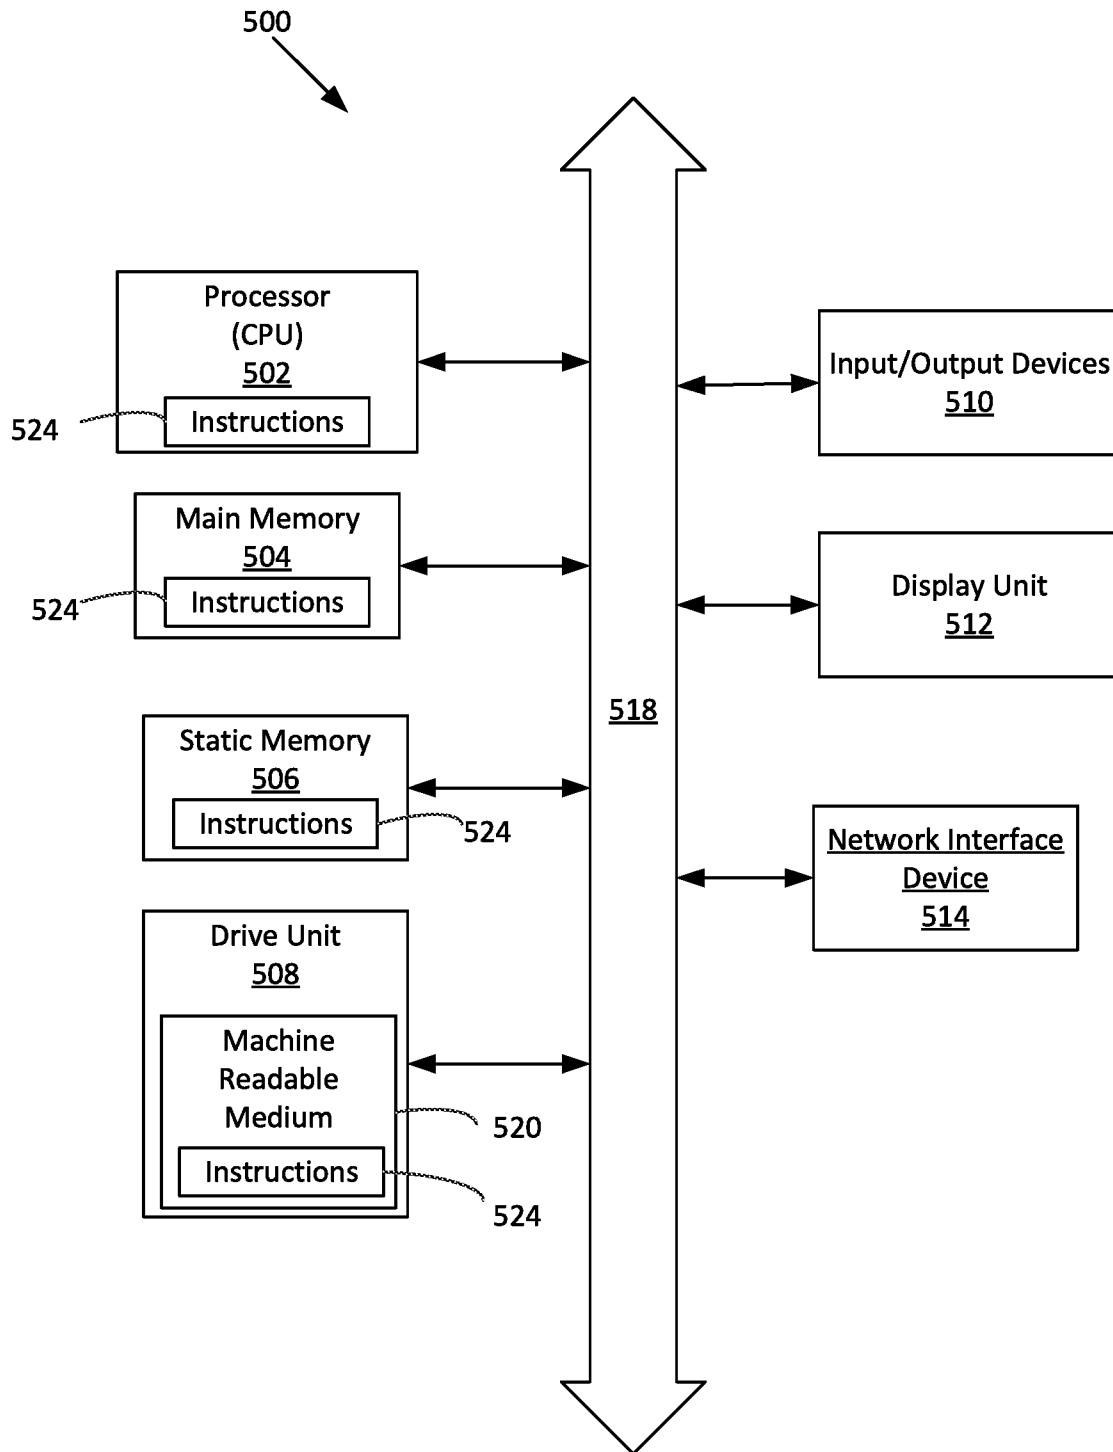 500
Processor
(CPU)
502
Instructions
524
Main Memory
504
Instructions
524
Static Memory
506
Instructions
524
Drive Unit
508
Machine
Readable
Medium
520
Instructions
524
518
Input/Output Devices
510
Display Unit
512
Network Interface
Device
514